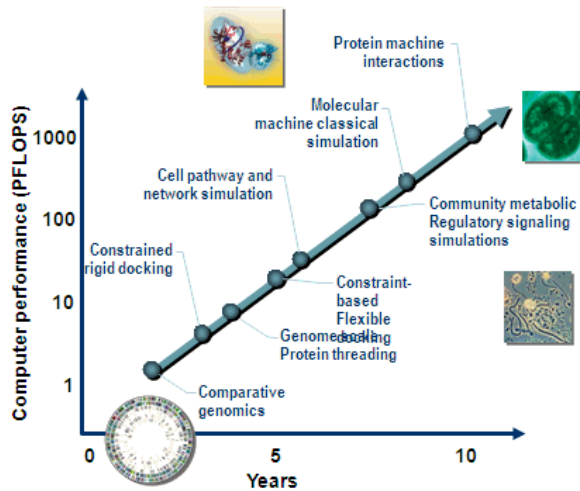 Protein machine
interactions
Molecular
machine classical
simulation
Cell pathway and
network simulation
Community metabolic
Regulatory signaling
simulations
Constrained
rigid docking
Constraint-
based
Flexible
docking
Genome-scale
Protein threading
Comparative
genomics
Computer performance (PFLOPS)
1000
100
10
1
0
5
10
Years